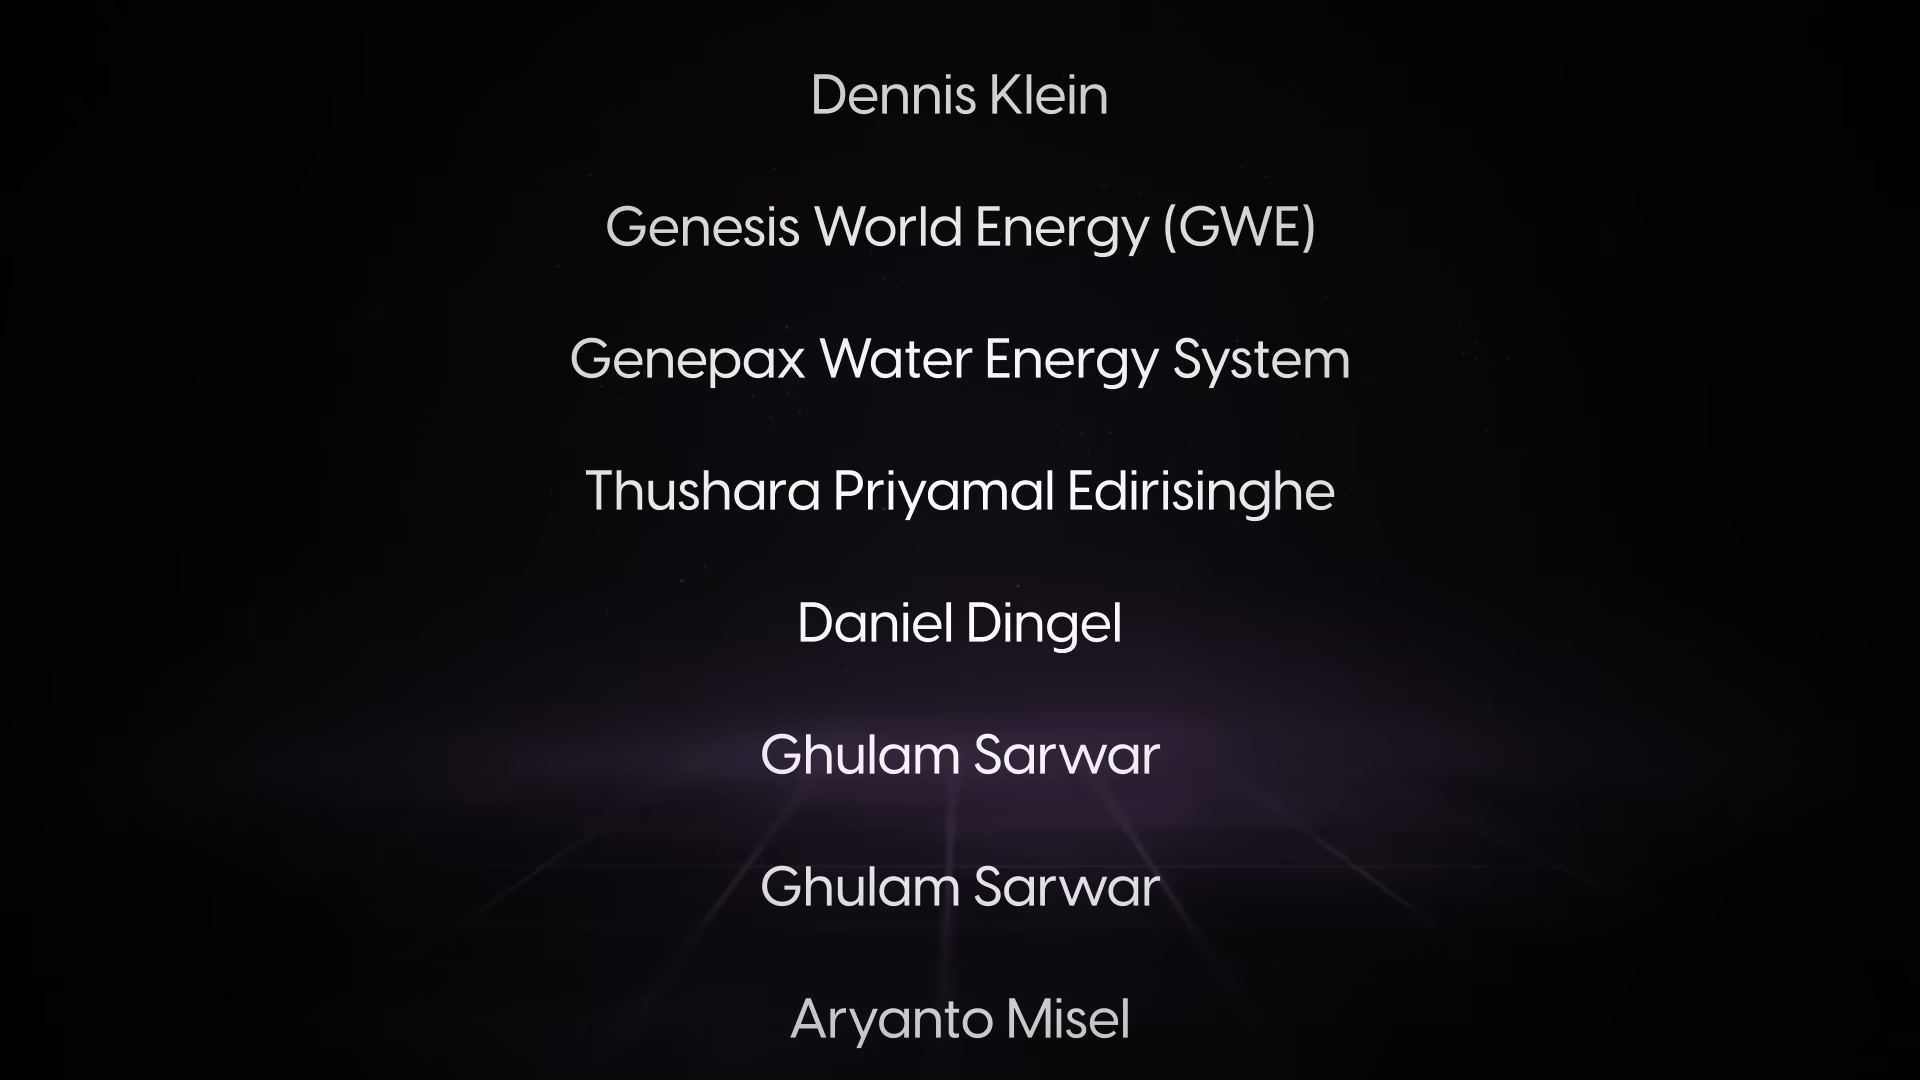 Dennis Klein
Genesis World Energy (GWE)
Genepax Water Energy System
Thushara Priyamal Edirisinghe
Daniel Dingel
Ghulam Sarwar
Ghulam Sarwar
Aryanto Misel